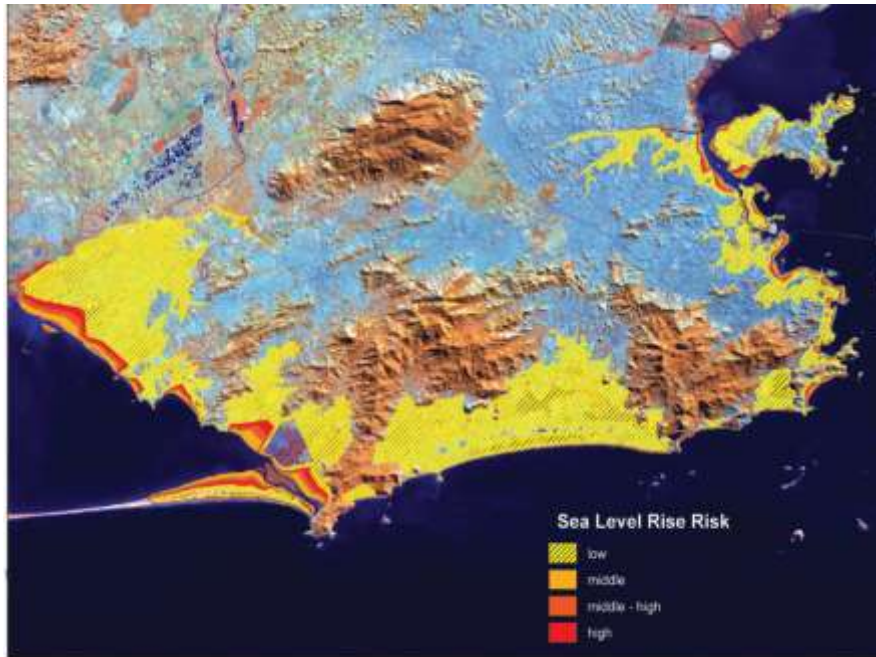 Sea Level Rise Risk
low
middle
middle - high
high